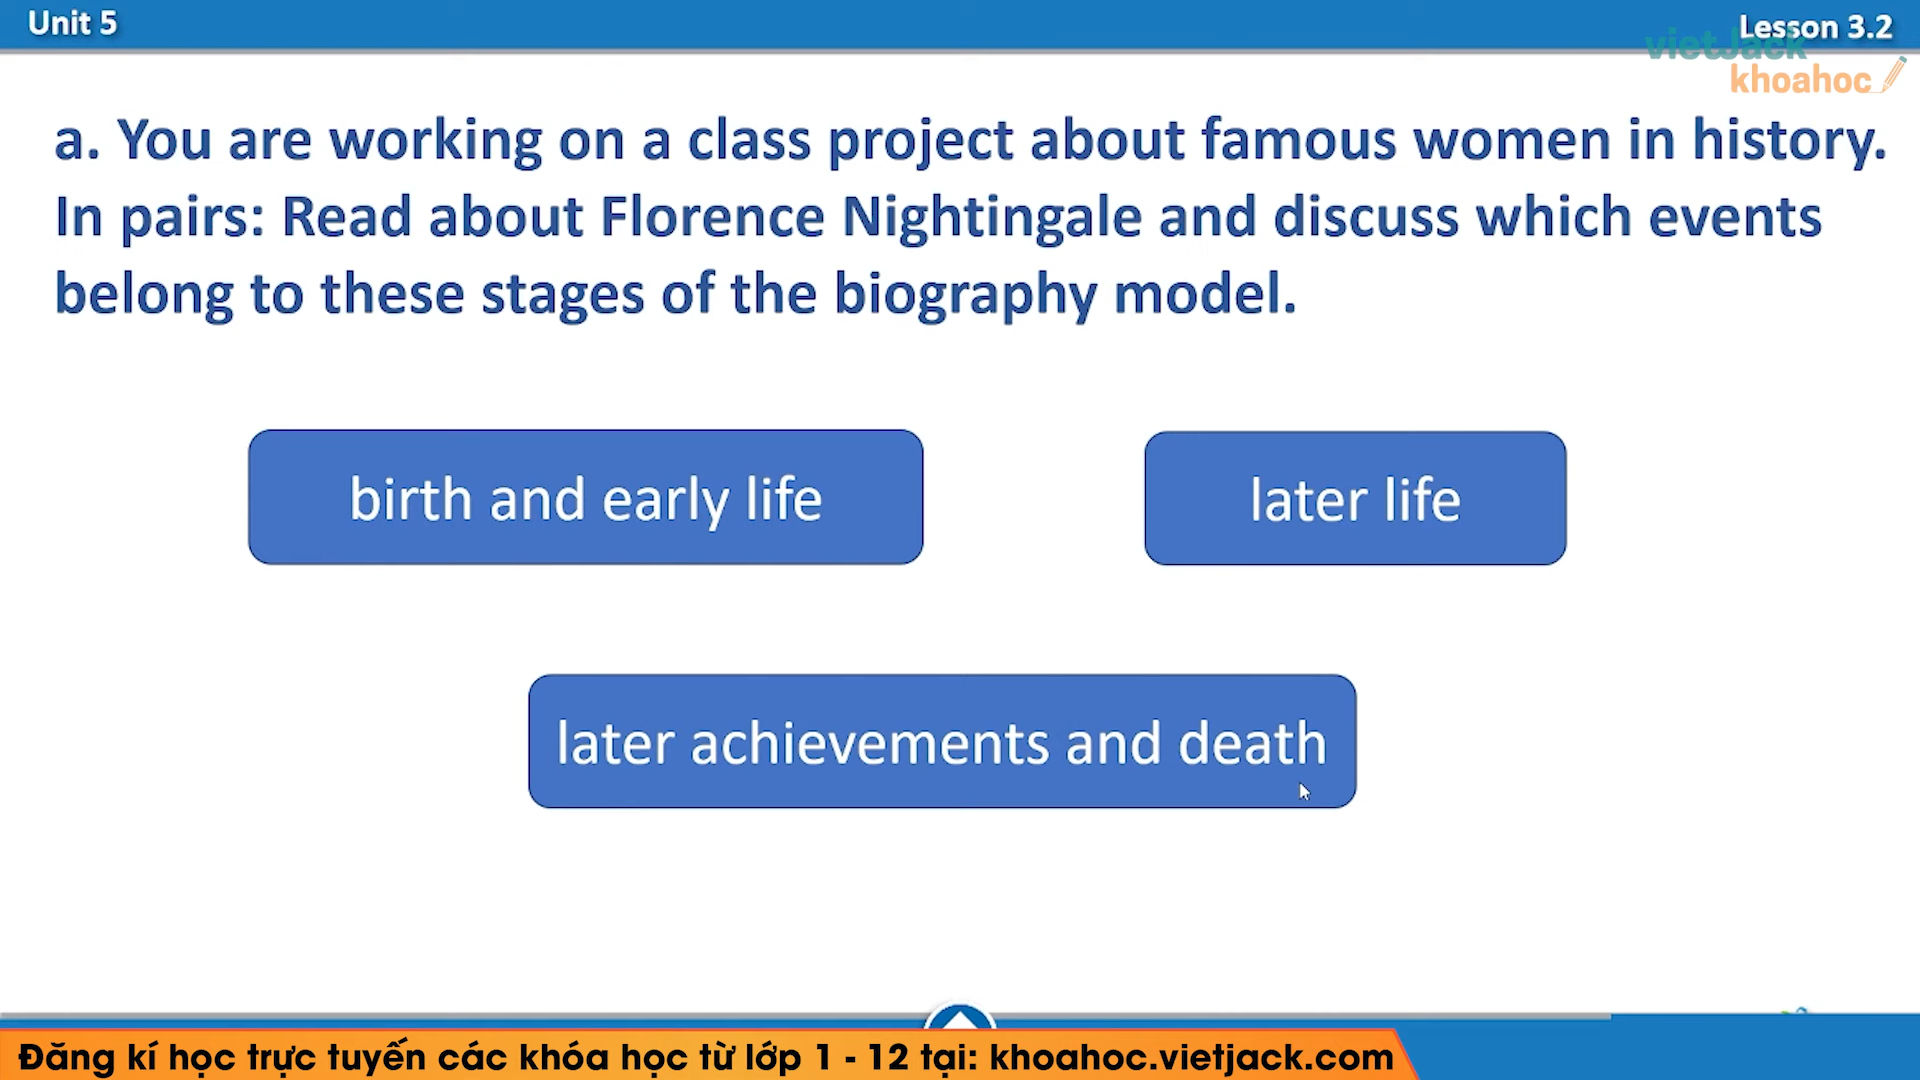 Unit 5
Lesson 3.2
vietJack
khoahoc
a. You are working on a class project about famous women in history.
In pairs: Read about Florence Nightingale and discuss which events
belong to these stages of the biography model.
birth and early life
later life
later achievements and death
Đăng kí học trực tuyến các khóa học từ lớp 1 - 12 tại: khoahoc.vietjack.com